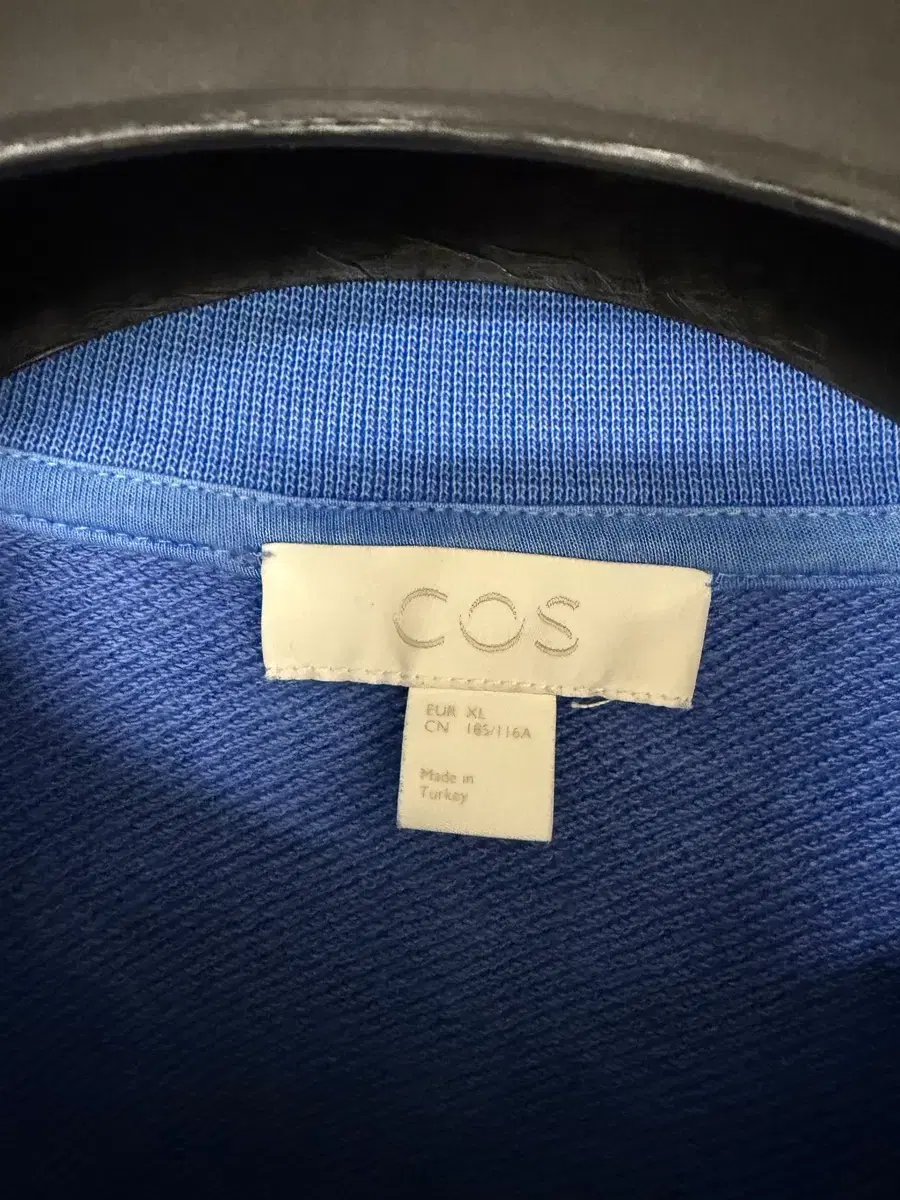 COS
EUR XL
CN 185/116A
Made in
Turkey